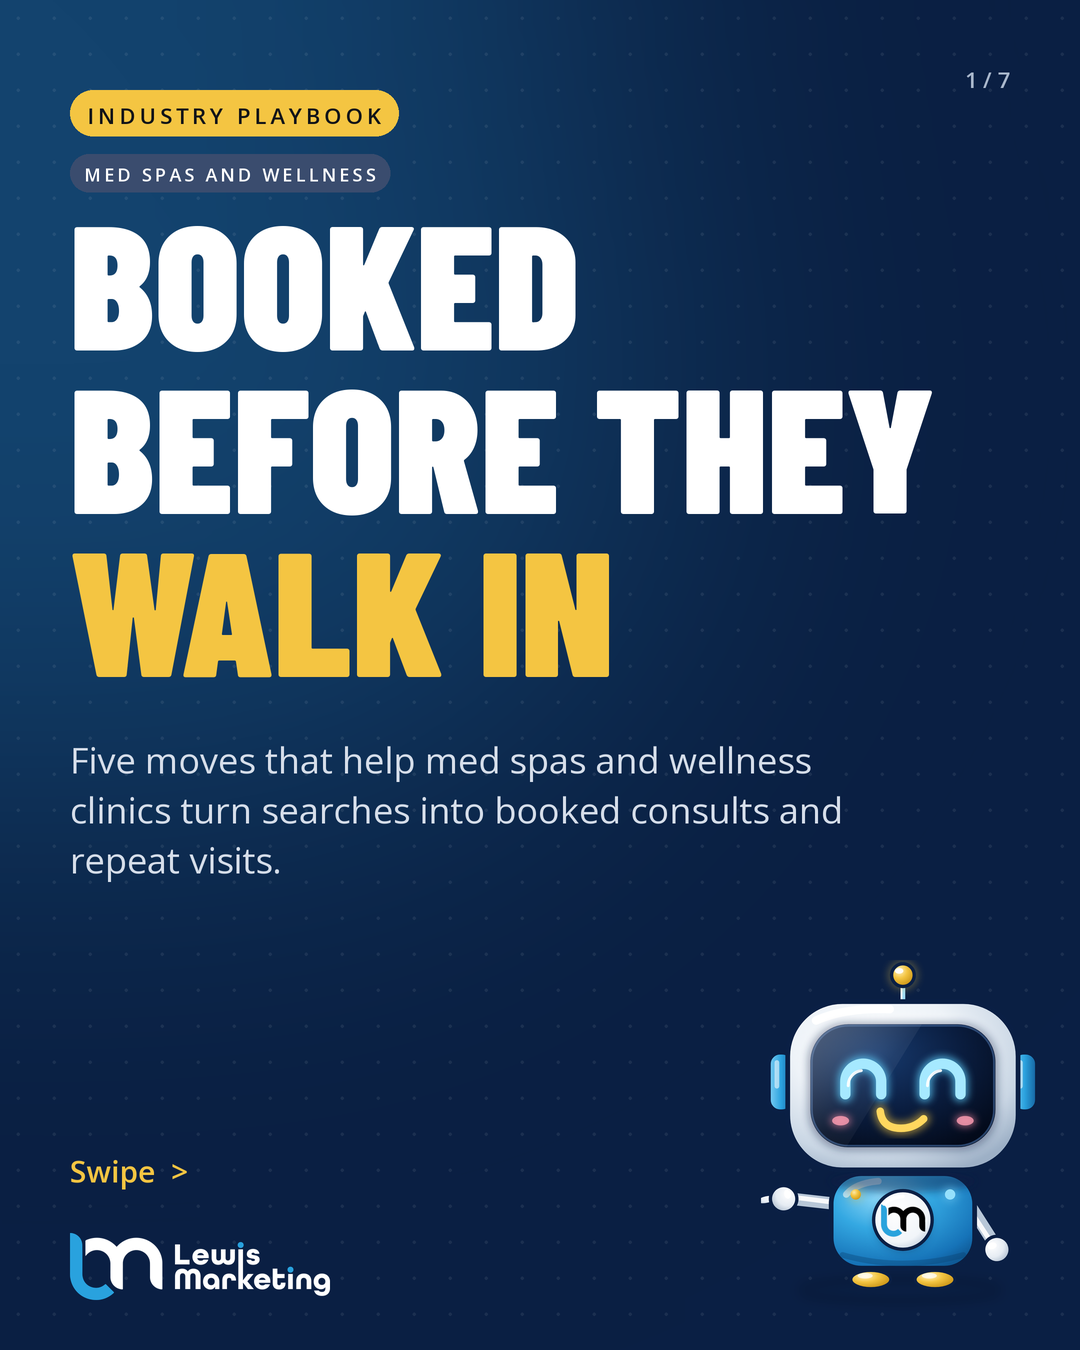 1 / 7
INDUSTRY PLAYBOOK
MED SPAS AND WELLNESS
BOOKED
BEFORE THEY
WALK IN
Five moves that help med spas and wellness
clinics turn searches into booked consults and
repeat visits.
Swipe >
Lewis
Marketing